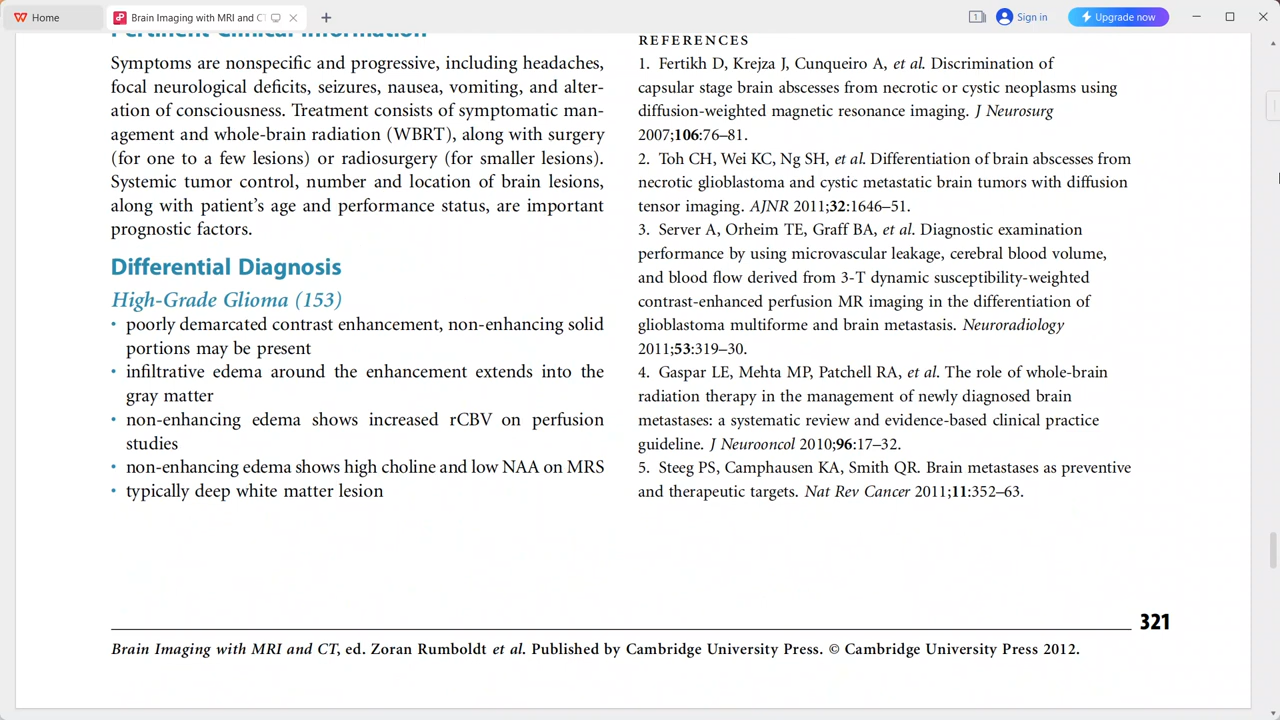 Home
Brain Imaging with MRI and C
Sign in
Upgrade now
Pertinent Clinical Information
Symptoms are nonspecific and progressive, including headaches,
focal neurological deficits, seizures, nausea, vomiting, and alter-
ation of consciousness. Treatment consists of symptomatic man-
agement and whole-brain radiation (WBRT), along with surgery
(for one to a few lesions) or radiosurgery (for smaller lesions).
Systemic tumor control, number and location of brain lesions,
along with patient’s age and performance status, are important
prognostic factors.
Differential Diagnosis
High-Grade Glioma (153)
• poorly demarcated contrast enhancement, non-enhancing solid
portions may be present
• infiltrative edema around the enhancement extends into the
gray matter
• non-enhancing edema shows increased rCBV on perfusion
studies
• non-enhancing edema shows high choline and low NAA on MRS
• typically deep white matter lesion
REFERENCES
1. Fertikh D, Krejza J, Cunqueiro A, et al. Discrimination of
capsular stage brain abscesses from necrotic or cystic neoplasms using
diffusion-weighted magnetic resonance imaging. J Neurosurg
2007;106:76–81.
2. Toh CH, Wei KC, Ng SH, et al. Differentiation of brain abscesses from
necrotic glioblastoma and cystic metastatic brain tumors with diffusion
tensor imaging. AJNR 2011;32:1646–51.
3. Server A, Orheim TE, Graff BA, et al. Diagnostic examination
performance by using microvascular leakage, cerebral blood volume,
and blood flow derived from 3-T dynamic susceptibility-weighted
contrast-enhanced perfusion MR imaging in the differentiation of
glioblastoma multiforme and brain metastasis. Neuroradiology
2011;53:319–30.
4. Gaspar LE, Mehta MP, Patchell RA, et al. The role of whole-brain
radiation therapy in the management of newly diagnosed brain
metastases: a systematic review and evidence-based clinical practice
guideline. J Neurooncol 2010;96:17–32.
5. Steeg PS, Camphausen KA, Smith QR. Brain metastases as preventive
and therapeutic targets. Nat Rev Cancer 2011;11:352–63.
321
Brain Imaging with MRI and CT, ed. Zoran Rumboldt et al. Published by Cambridge University Press. © Cambridge University Press 2012.